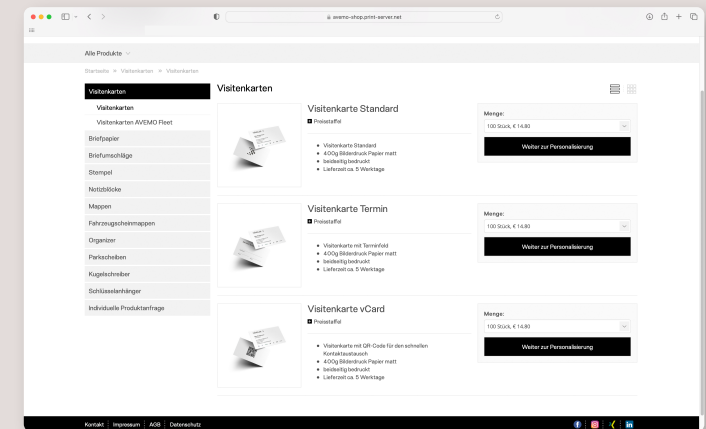 avemo-shop.print-server.net
Alle Produkte
Startseite » Visitenkarten » Visitenkarten
Visitenkarten
Visitenkarten
Visitenkarten AVEMO Fleet
Briefpapier
Briefumschläge
Stempel
Notizblöcke
Mappen
Fahrzeugscheinmappen
Organizer
Parkscheiben
Kugelschreiber
Schlüsselanhänger
Individuelle Produktanfrage
Visitenkarten
Visitenkarte Standard
Preisstaffel
Visitenkarte Standard
400g Bilderdruck Papier matt
beidseitig bedruckt
Lieferzeit ca. 5 Werktage
Menge:
100 Stück, € 14.80
Weiter zur Personalisierung
Visitenkarte Termin
Preisstaffel
Visitenkarte mit Terminfeld
400g Bilderdruck Papier matt
beidseitig bedruckt
Lieferzeit ca. 5 Werktage
Menge:
100 Stück, € 14.80
Weiter zur Personalisierung
Visitenkarte vCard
Preisstaffel
Visitenkarte mit QR-Code für den schnellen
Kontaktaustausch
400g Bilderdruck Papier matt
beidseitig bedruckt
Lieferzeit ca. 5 Werktage
Menge:
100 Stück, € 14.80
Weiter zur Personalisierung
Kontakt Impressum AGB Datenschutz